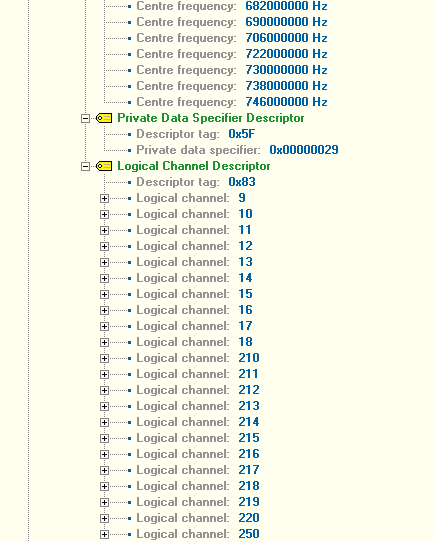 Centre frequency: 682000000 Hz
Centre frequency: 690000000 Hz
Centre frequency: 706000000 Hz
Centre frequency: 722000000 Hz
Centre frequency: 730000000 Hz
Centre frequency: 738000000 Hz
Centre frequency: 746000000 Hz
Private Data Specifier Descriptor
Descriptor tag: 0x5F
Private data specifier: 0x00000029
Logical Channel Descriptor
Descriptor tag: 0x83
Logical channel: 9
Logical channel: 10
Logical channel: 11
Logical channel: 12
Logical channel: 13
Logical channel: 14
Logical channel: 15
Logical channel: 16
Logical channel: 17
Logical channel: 18
Logical channel: 210
Logical channel: 211
Logical channel: 212
Logical channel: 213
Logical channel: 214
Logical channel: 215
Logical channel: 216
Logical channel: 217
Logical channel: 218
Logical channel: 219
Logical channel: 220
Logical channel: 250